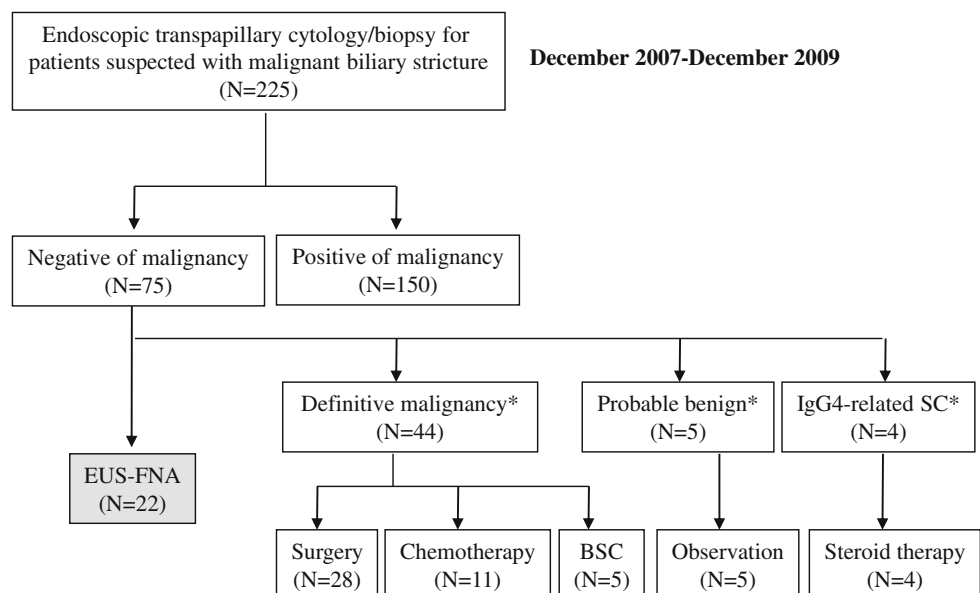 Endoscopic transpapillary cytology/biopsy for
patients suspected with malignant biliary stricture
(N=225)
December 2007-December 2009
Negative of malignancy
(N=75)
Positive of malignancy
(N=150)
Definitive malignancy*
(N=44)
Probable benign*
(N=5)
IgG4-related SC*
(N=4)
EUS-FNA
(N=22)
Surgery
(N=28)
Chemotherapy
(N=11)
BSC
(N=5)
Observation
(N=5)
Steroid therapy
(N=4)